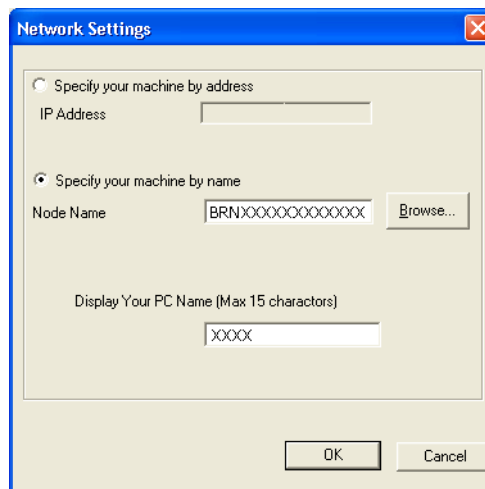 Network Settings
Specify your machine by address
IP Address
Specify your machine by name
Node Name BRNXXXXXXXXXXXX Browse...
Display Your PC Name (Max 15 charactors)
XXXX
OK Cancel